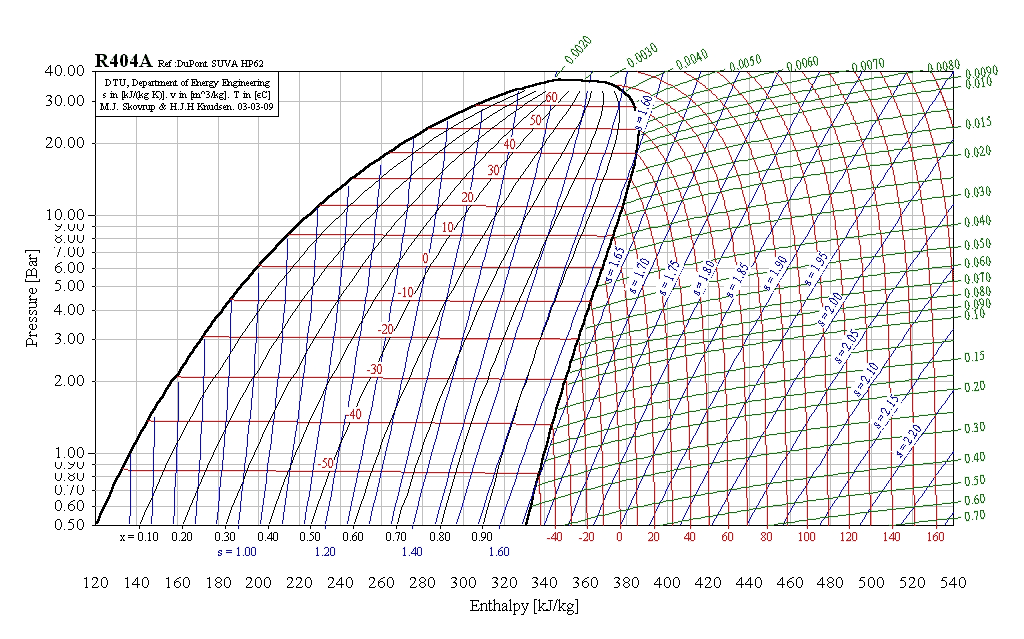 R404A Ref :DuPont SUVA HP62
DTU, Department of Energy Engineering
s in [kJ/(kg K)]. v in [m^3/kg]. T in [ɛC]
M.J. Skovrup & H.J.H Knudsen. 03-03-09
0.0020 0.0030 0.0040 0.0050 0.0060 0.0070 0.0080 0.0090
0.010
0.015
0.020
0.030
0.040
0.050
0.060
0.070
0.080
0.090
0.10
0.15
0.20
0.30
0.40
0.50
0.60
0.70
Pressure [Bar]
40.00
30.00
20.00
10.00
9.00
8.00
7.00
6.00
5.00
4.00
3.00
2.00
1.00
0.90
0.80
0.70
0.60
0.50
60
50
40
30
20
10
0
-10
-20
-30
-40
-50
s = 1.60
s = 1.65
s = 1.70
s = 1.75
s = 1.80
s = 1.85
s = 1.90
s = 1.95
s = 2.00
s = 2.05
s = 2.10
s = 2.15
s = 2.20
x = 0.10 0.20 0.30 0.40 0.50 0.60 0.70 0.80 0.90
-40 -20 0 20 40 60 80 100 120 140 160
s = 1.00 1.20 1.40 1.60
120 140 160 180 200 220 240 260 280 300 320 340 360 380 400 420 440 460 480 500 520 540
Enthalpy [kJ/kg]